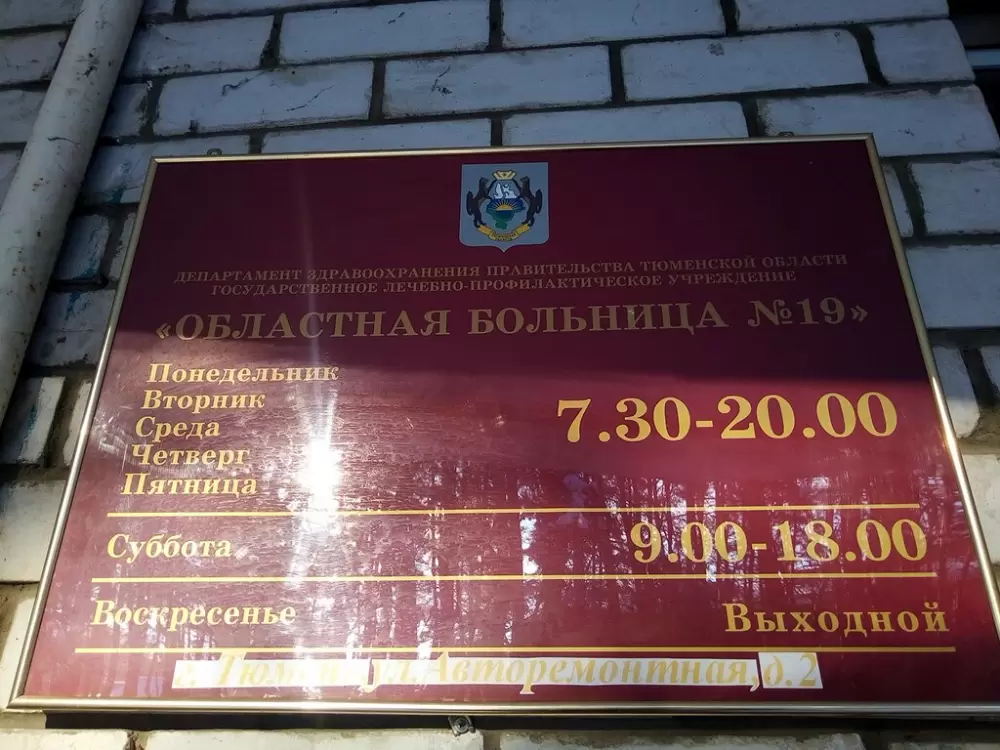 ДЕПАРТАМЕНТ ЗДРАВООХРАНЕНИЯ ПРАВИТЕЛЬСТВА ТЮМЕНСКОЙ ОБЛАСТИ
ГОСУДАРСТВЕННОЕ ЛЕЧЕБНО-ПРОФИЛАКТИЧЕСКОЕ УЧРЕЖДЕНИЕ
«ОБЛАСТНАЯ БОЛЬНИЦА №19»
Понедельник
Вторник
Среда
Четверг
Пятница
7.30-20.00
Суббота 9.00-18.00
Воскресенье Выходной
г. Тюмень ул.Авторемонтная,д.2